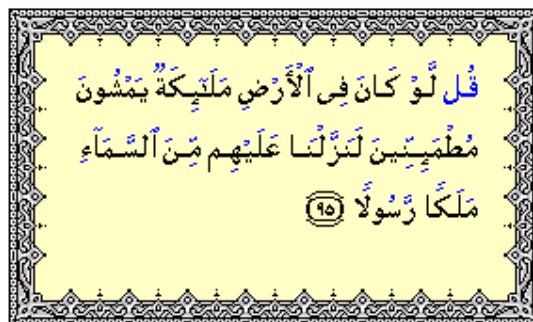 قُل لَّوْ كَانَ فِى ٱلْأَرْضِ مَلَٰٓئِكَةٌ يَمْشُونَ
مُطْمَئِنِّينَ لَنَزَّلْنَا عَلَيْهِم مِّنَ ٱلسَّمَآءِ
مَلَكًا رَّسُولًا ٩٥